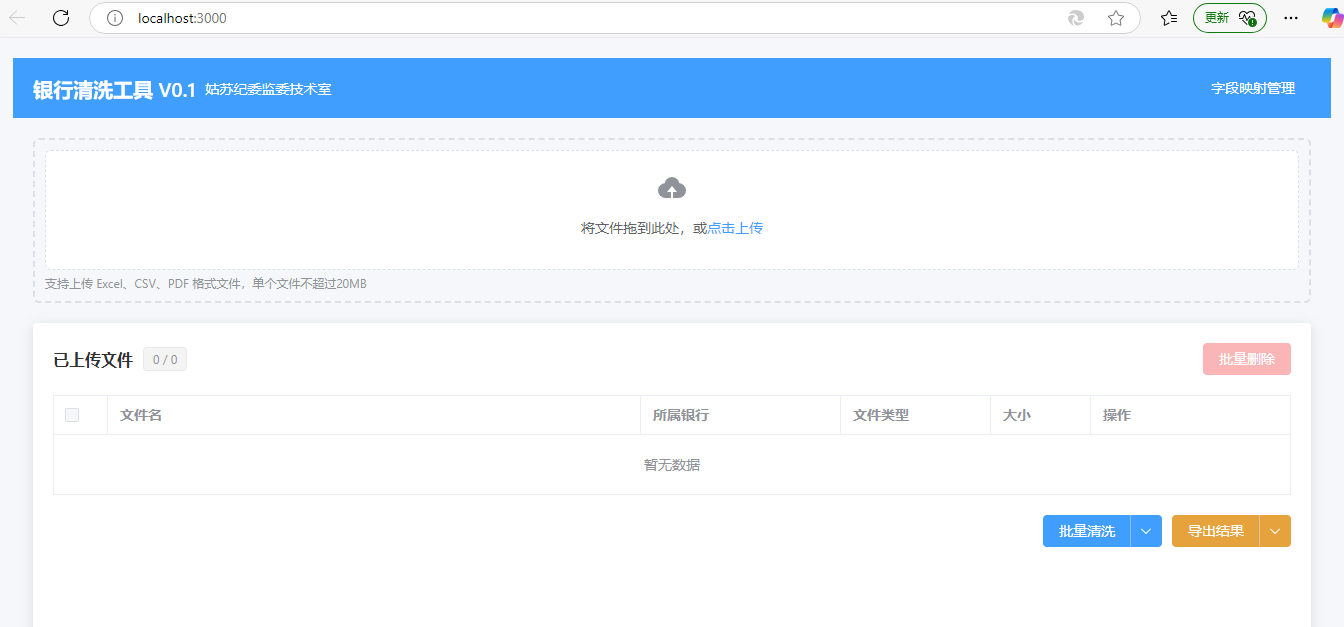 localhost:3000
更新
银行清洗工具 V0.1 姑苏纪委监委技术室
字段映射管理
将文件拖到此处，或点击上传
支持上传 Excel、CSV、PDF 格式文件，单个文件不超过20MB
已上传文件 0 / 0
批量删除
文件名 所属银行 文件类型 大小 操作
暂无数据
批量清洗 导出结果